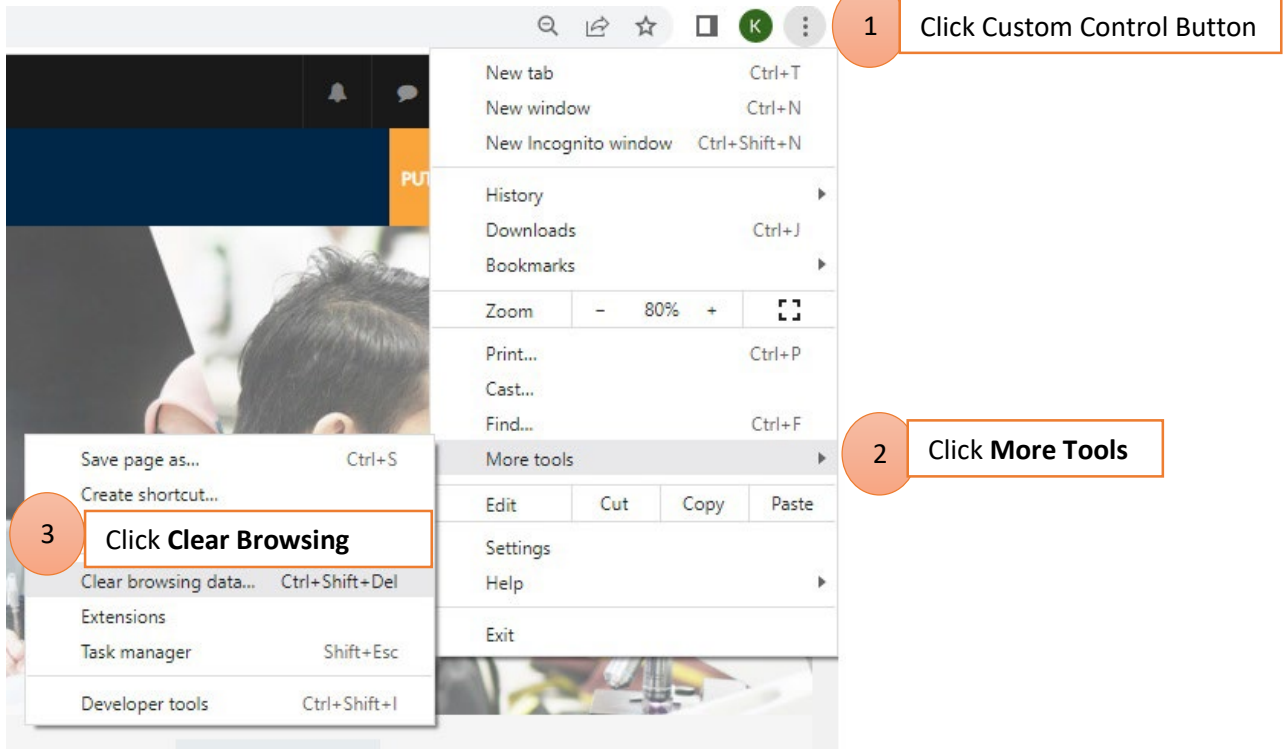 K
1 Click Custom Control Button
New tab Ctrl+T
New window Ctrl+N
New Incognito window Ctrl+Shift+N
PUT
History
Downloads Ctrl+J
Bookmarks
Zoom - 80% +
Print... Ctrl+P
Cast...
Find... Ctrl+F
More tools
2 Click More Tools
Edit Cut Copy Paste
Settings
Help
Exit
Save page as... Ctrl+S
Create shortcut...
3 Click Clear Browsing
Clear browsing data... Ctrl+Shift+Del
Extensions
Task manager Shift+Esc
Developer tools Ctrl+Shift+I